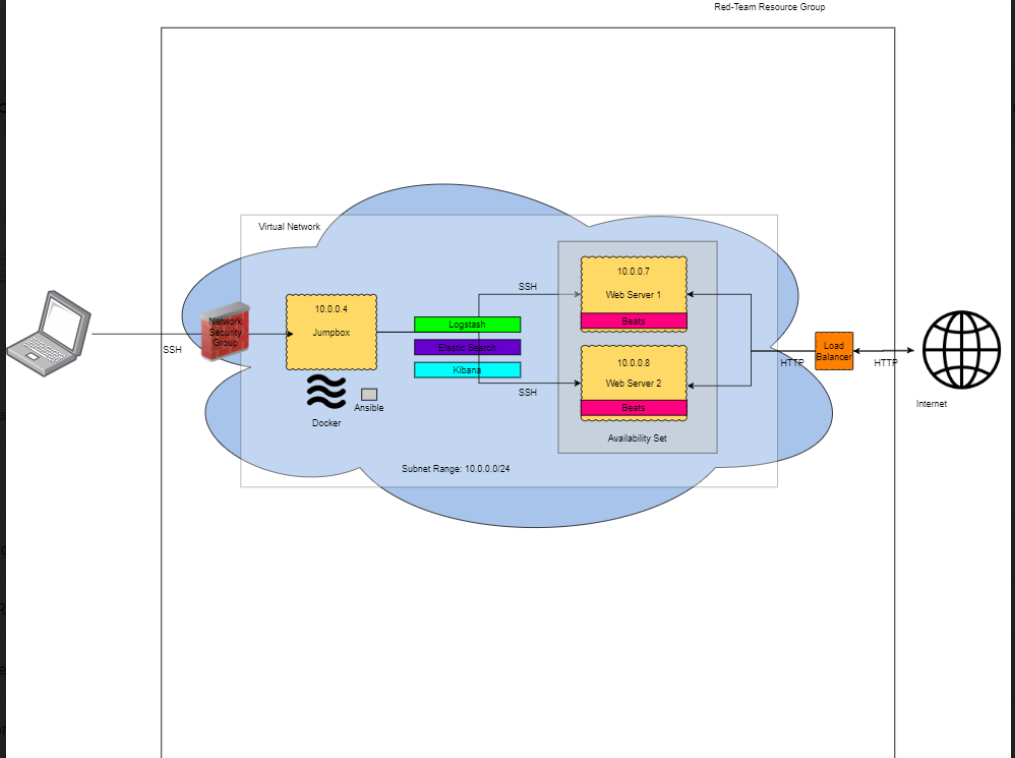 Red-Team Resource Group
Virtual Network
SSH
Network
Security
Group
10.0.0.4
Jumpbox
Docker
Ansible
Logstash
Elastic Search
Kibana
SSH
SSH
10.0.0.7
Web Server 1
Beats
10.0.0.8
Web Server 2
Beats
Availability Set
Subnet Range: 10.0.0.0/24
HTTP
Load
Balancer
HTTP
Internet